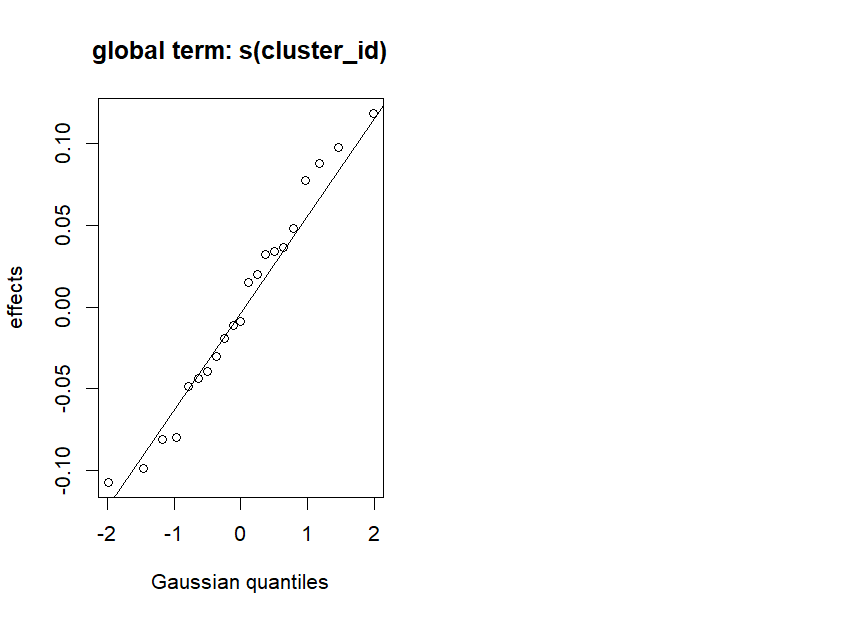 global term: s(cluster_id)
0.10
0.05
0.00
-0.05
-0.10
effects
-2 -1 0 1 2
Gaussian quantiles